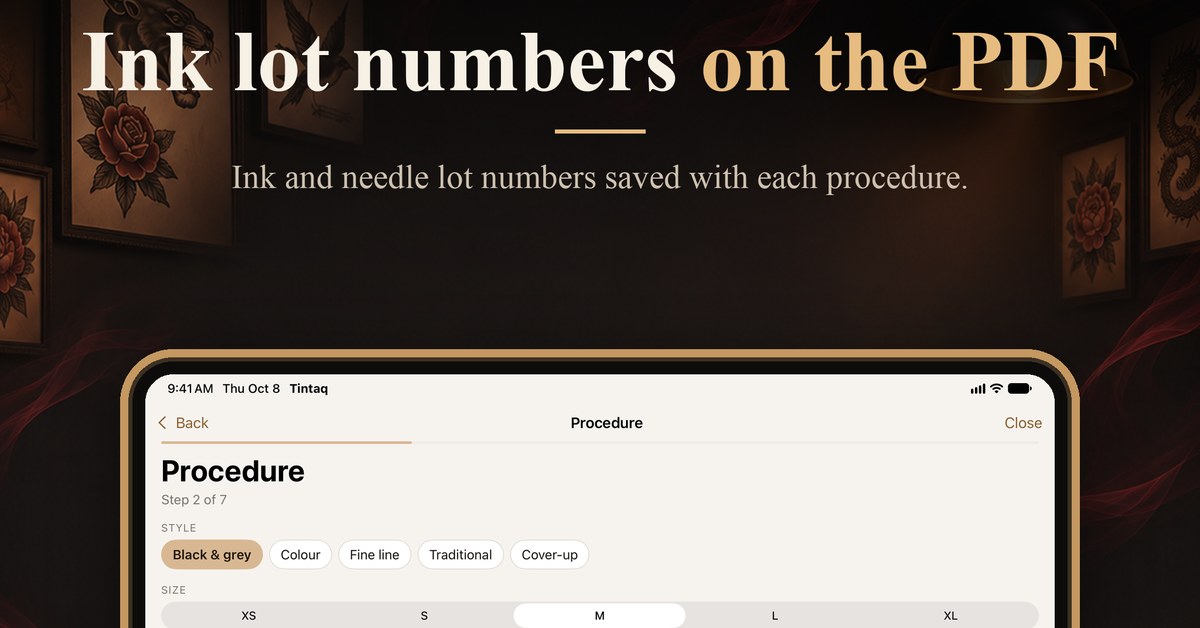 Ink lot numbers on the PDF
Ink and needle lot numbers saved with each procedure.
9:41 AM Thu Oct 8 Tintaq
Back Procedure Close
Procedure
Step 2 of 7
STYLE
Black & grey Colour Fine line Traditional Cover-up
SIZE
XS S M L XL